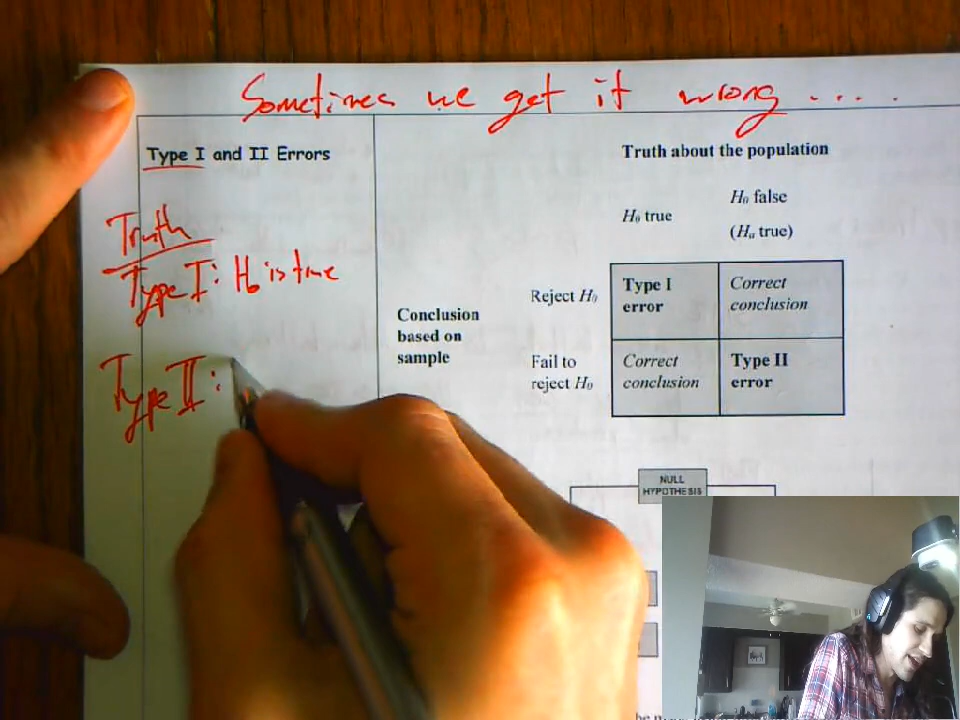 Sometimes we get it wrong ....
Type I and II Errors
Truth
Type I: H0 is true
Type II:
Truth about the population
H0 true
H0 false
(Ha true)
Conclusion
based on
sample
Reject H0
Type I
error
Correct
conclusion
Fail to
reject H0
Correct
conclusion
Type II
error
NULL
HYPOTHESIS